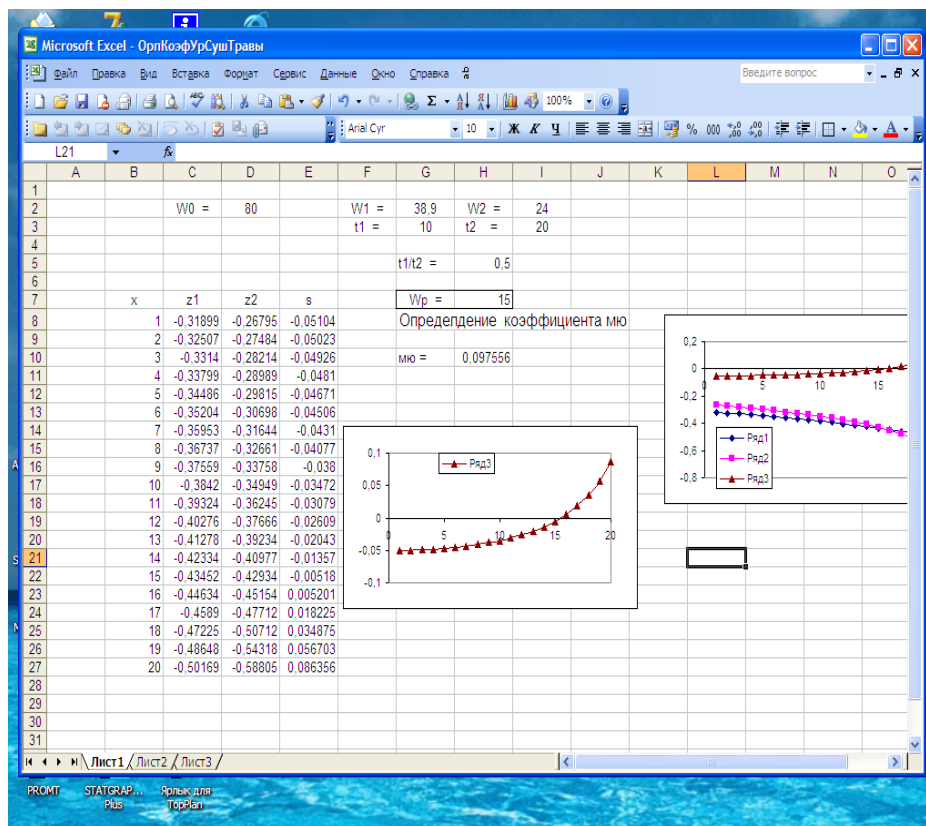 Microsoft Excel - ОрпКоэфУрСушТравы
Файл Правка Вид Вставка Формат Сервис Данные Окно Справка
Введите вопрос
100%
Arial Cyr 10 Ж К Ч
% 000
L21 fx
A B C D E F G H I J K L M N O
1
2 W0 = 80 W1 = 38,9 W2 = 24
3 t1 = 10 t2 = 20
4
5 t1/t2 = 0,5
6
7 x z1 z2 s Wp = 15
8 1 -0,31899 -0,26795 -0,05104 Опредепдение коэффициента мю
9 2 -0,32507 -0,27484 -0,05023
10 3 -0,3314 -0,28214 -0,04926 мю = 0,097556
11 4 -0,33799 -0,28989 -0,0481
12 5 -0,34486 -0,29815 -0,04671
13 6 -0,35204 -0,30698 -0,04506
14 7 -0,35953 -0,31644 -0,0431
15 8 -0,36737 -0,32661 -0,04077
16 9 -0,37559 -0,33758 -0,038
17 10 -0,3842 -0,34949 -0,03472
18 11 -0,39324 -0,36245 -0,03079
19 12 -0,40276 -0,37666 -0,02609
20 13 -0,41278 -0,39234 -0,02043
21 14 -0,42334 -0,40977 -0,01357
22 15 -0,43452 -0,42934 -0,00518
23 16 -0,44634 -0,45154 0,005201
24 17 -0,4589 -0,47712 0,018225
25 18 -0,47225 -0,50712 0,034875
26 19 -0,48648 -0,54318 0,056703
27 20 -0,50169 -0,58805 0,086356
28
29
30
31
0,1
0,05
0
-0,05
-0,1
0 5 10 15 20
Ряд3
0,2
0
-0,2
-0,4
-0,6
-0,8
0 5 10 15
Ряд1
Ряд2
Ряд3
Лист1 Лист2 Лист3
PROMT STATGRAP... Ярлык для
Plus TopPlan